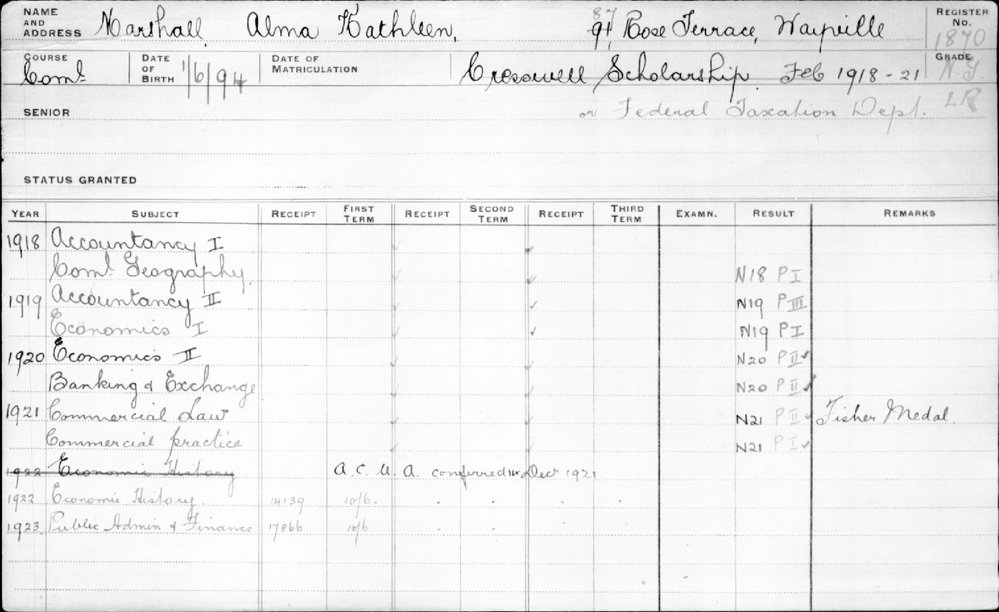 NAME AND ADDRESS Marshall, Alma Kathleen, 87 91, Rose Terrace, Wayville REGISTER No. 1870
COURSE Coml DATE OF BIRTH 1/6/94 DATE OF MATRICULATION Cresswell Scholarship Feb 1918-21 GRADE N.G.
SENIOR or Federal Taxation Dept. LR
STATUS GRANTED
YEAR SUBJECT RECEIPT FIRST TERM RECEIPT SECOND TERM RECEIPT THIRD TERM EXAMN. RESULT REMARKS
1918 Accountancy I
Coml Geography N18 P I
1919 Accountancy II N19 P III
Economics I N19 P I
1920 Economics II N20 P II
Banking & Exchange N20 P II
1921 Commercial Law N21 P II Fisher Medal.
Commercial practice N21 P I
1922 Economic History A.C.U.A. conferred Decr 1921
1922 Economic History 14139 10/6
1923 Public Admin & Finance 17866 10/6